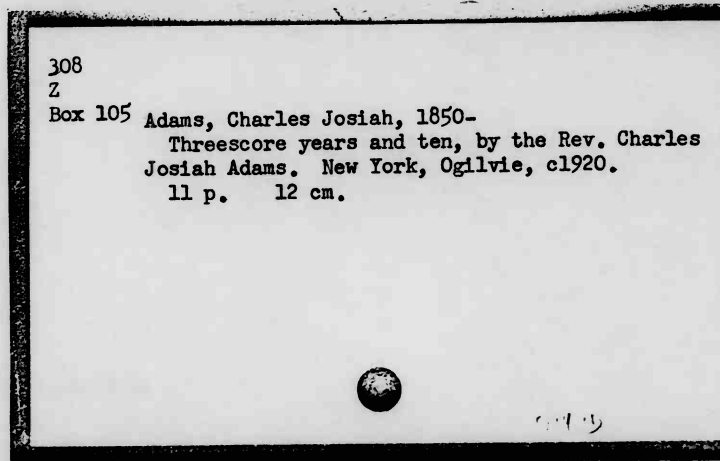 308
Z
Box 105 Adams, Charles Josiah, 1850-
Threescore years and ten, by the Rev. Charles
Josiah Adams. New York, Ogilvie, c1920.
11 p. 12 cm.